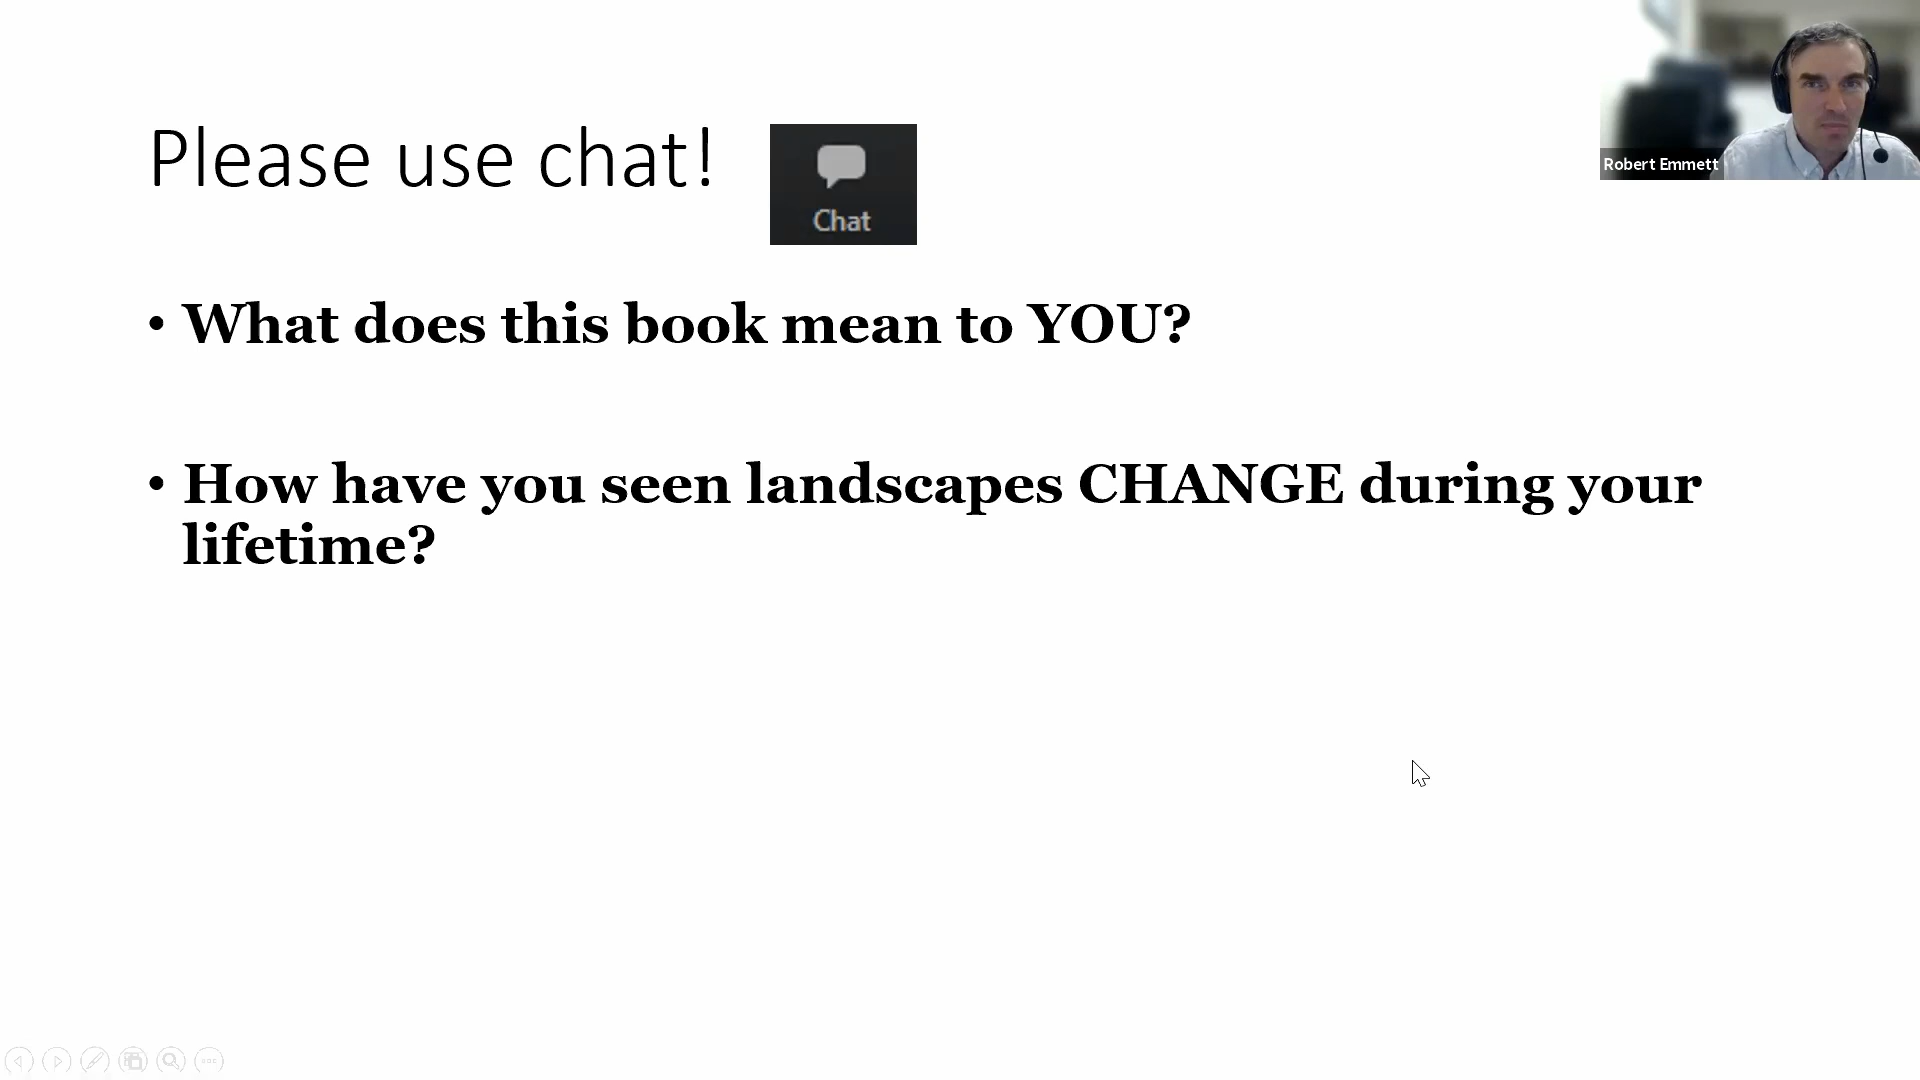 Please use chat!
Chat
Robert Emmett
• What does this book mean to YOU?
• How have you seen landscapes CHANGE during your
lifetime?